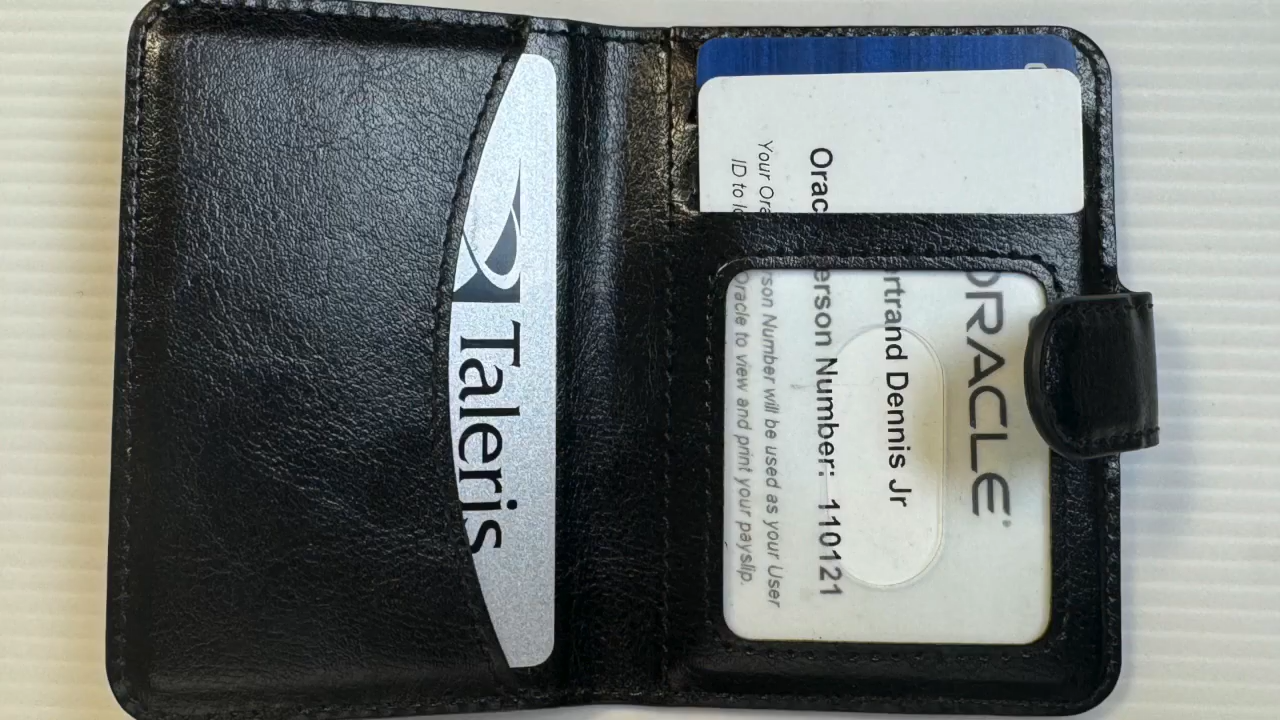 ORACLE
rtrand Dennis Jr
Orac erson Number: 110121
Your Ora rson Number will be used as your User
ID to lo Oracle to view and print your payslip.
Taleris